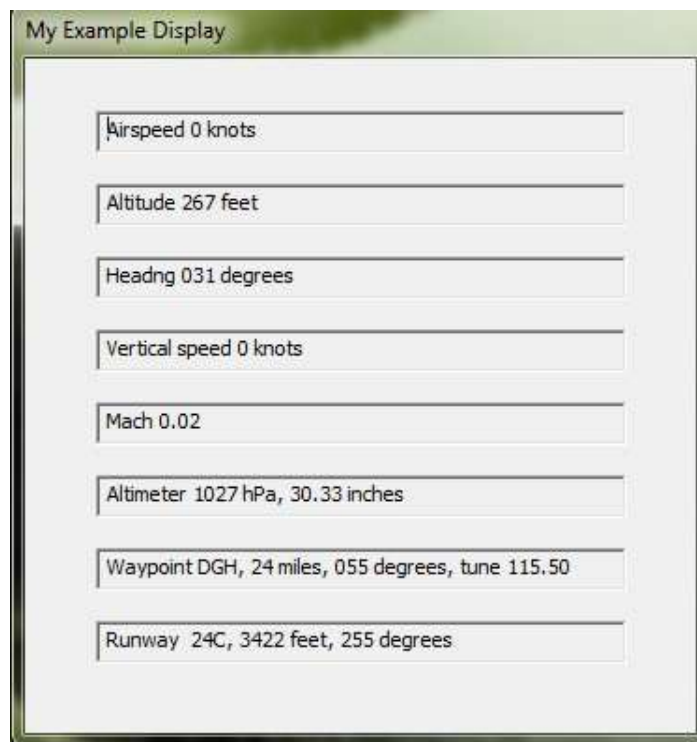 My Example Display
Airspeed 0 knots
Altitude 267 feet
Headng 031 degrees
Vertical speed 0 knots
Mach 0.02
Altimeter 1027 hPa, 30.33 inches
Waypoint DGH, 24 miles, 055 degrees, tune 115.50
Runway  24C, 3422 feet, 255 degrees